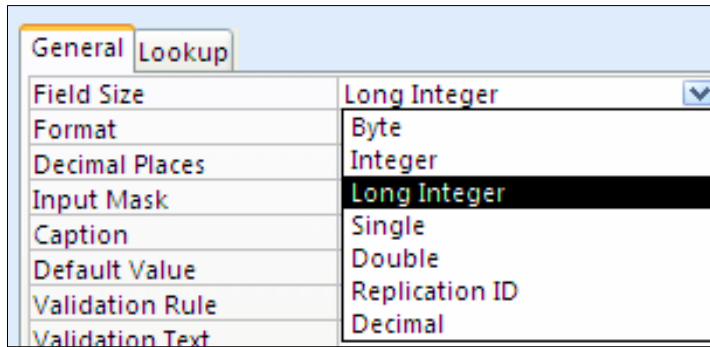 General Lookup
Field Size Long Integer
Format Byte
Decimal Places Integer
Input Mask Long Integer
Caption Single
Default Value Double
Validation Rule Replication ID
Validation Text Decimal